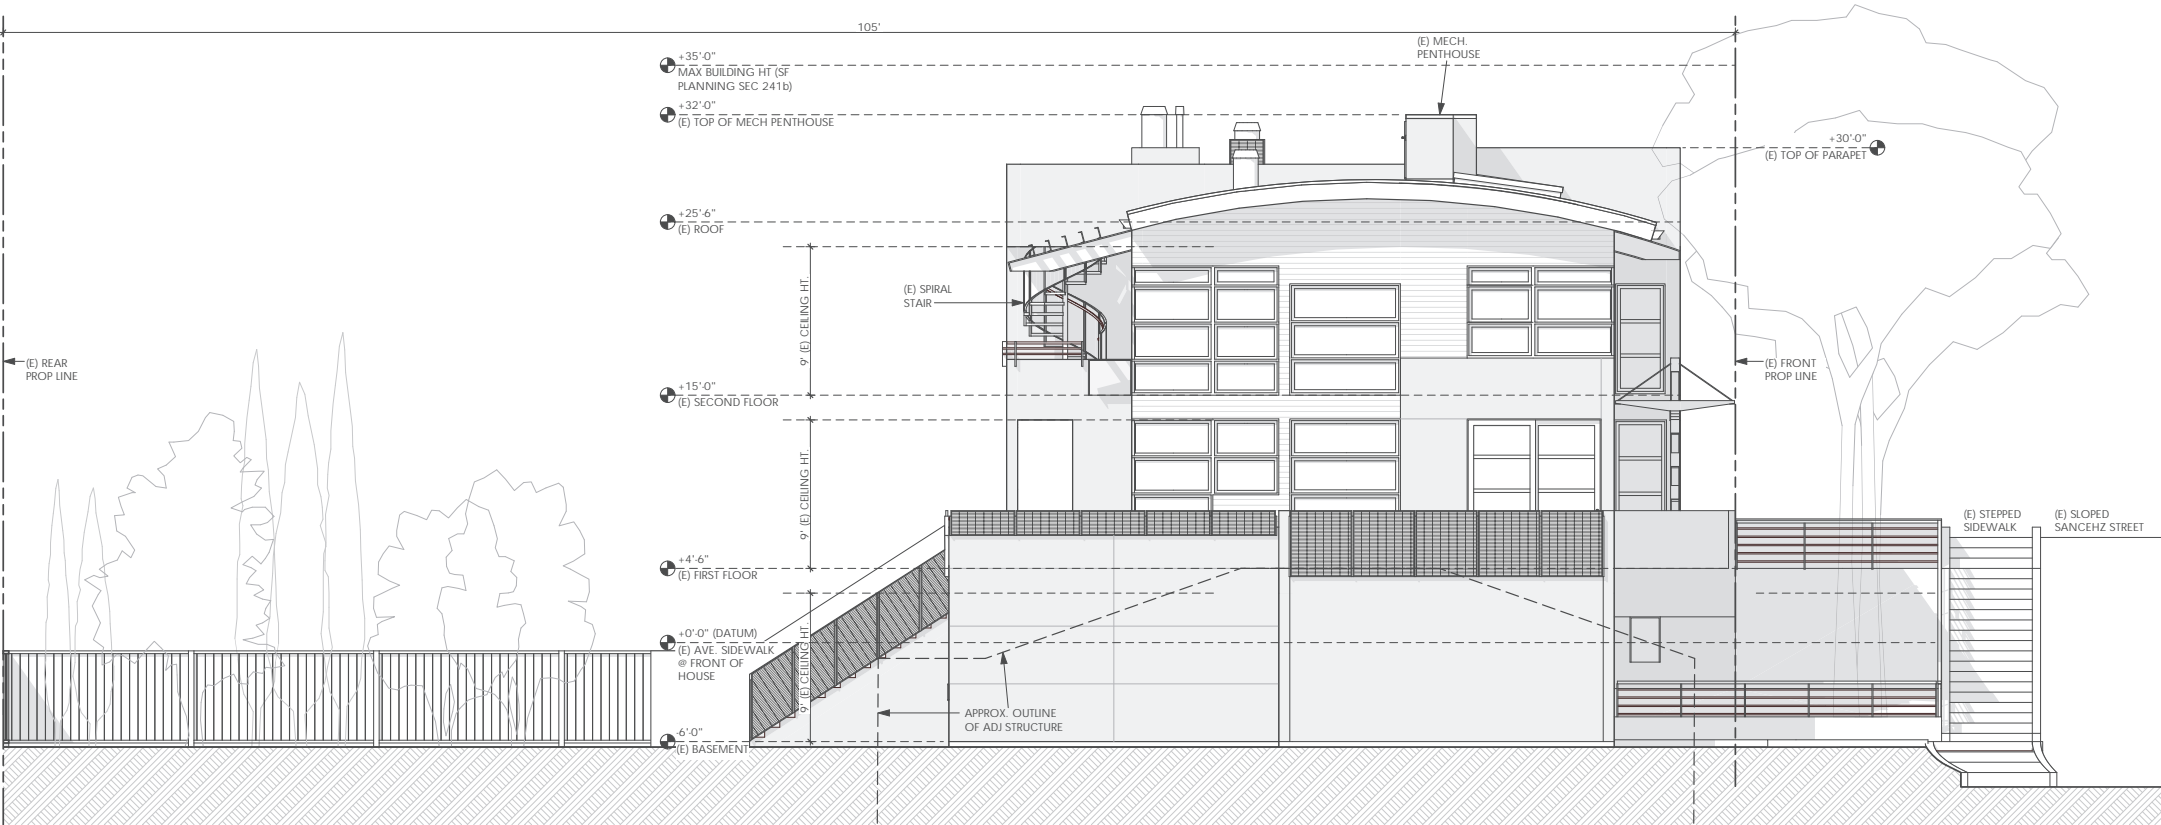 105'
(E) MECH.
PENTHOUSE
+35'-0"
MAX BUILDING HT (SF
PLANNING SEC 241b)
+32'-0"
(E) TOP OF MECH PENTHOUSE
+30'-0"
(E) TOP OF PARAPET
+25'-6"
(E) ROOF
9' (E) CEILING HT.
(E) SPIRAL
STAIR
(E) REAR
PROP LINE
(E) FRONT
PROP LINE
+15'-0"
(E) SECOND FLOOR
9' (E) CEILING HT.
(E) STEPPED
SIDEWALK
(E) SLOPED
SANCEHZ STREET
+4'-6"
(E) FIRST FLOOR
+0'-0" (DATUM)
(E) AVE. SIDEWALK
@ FRONT OF
HOUSE
9' (E) CEILING HT.
APPROX. OUTLINE
OF ADJ STRUCTURE
-6'-0"
(E) BASEMENT